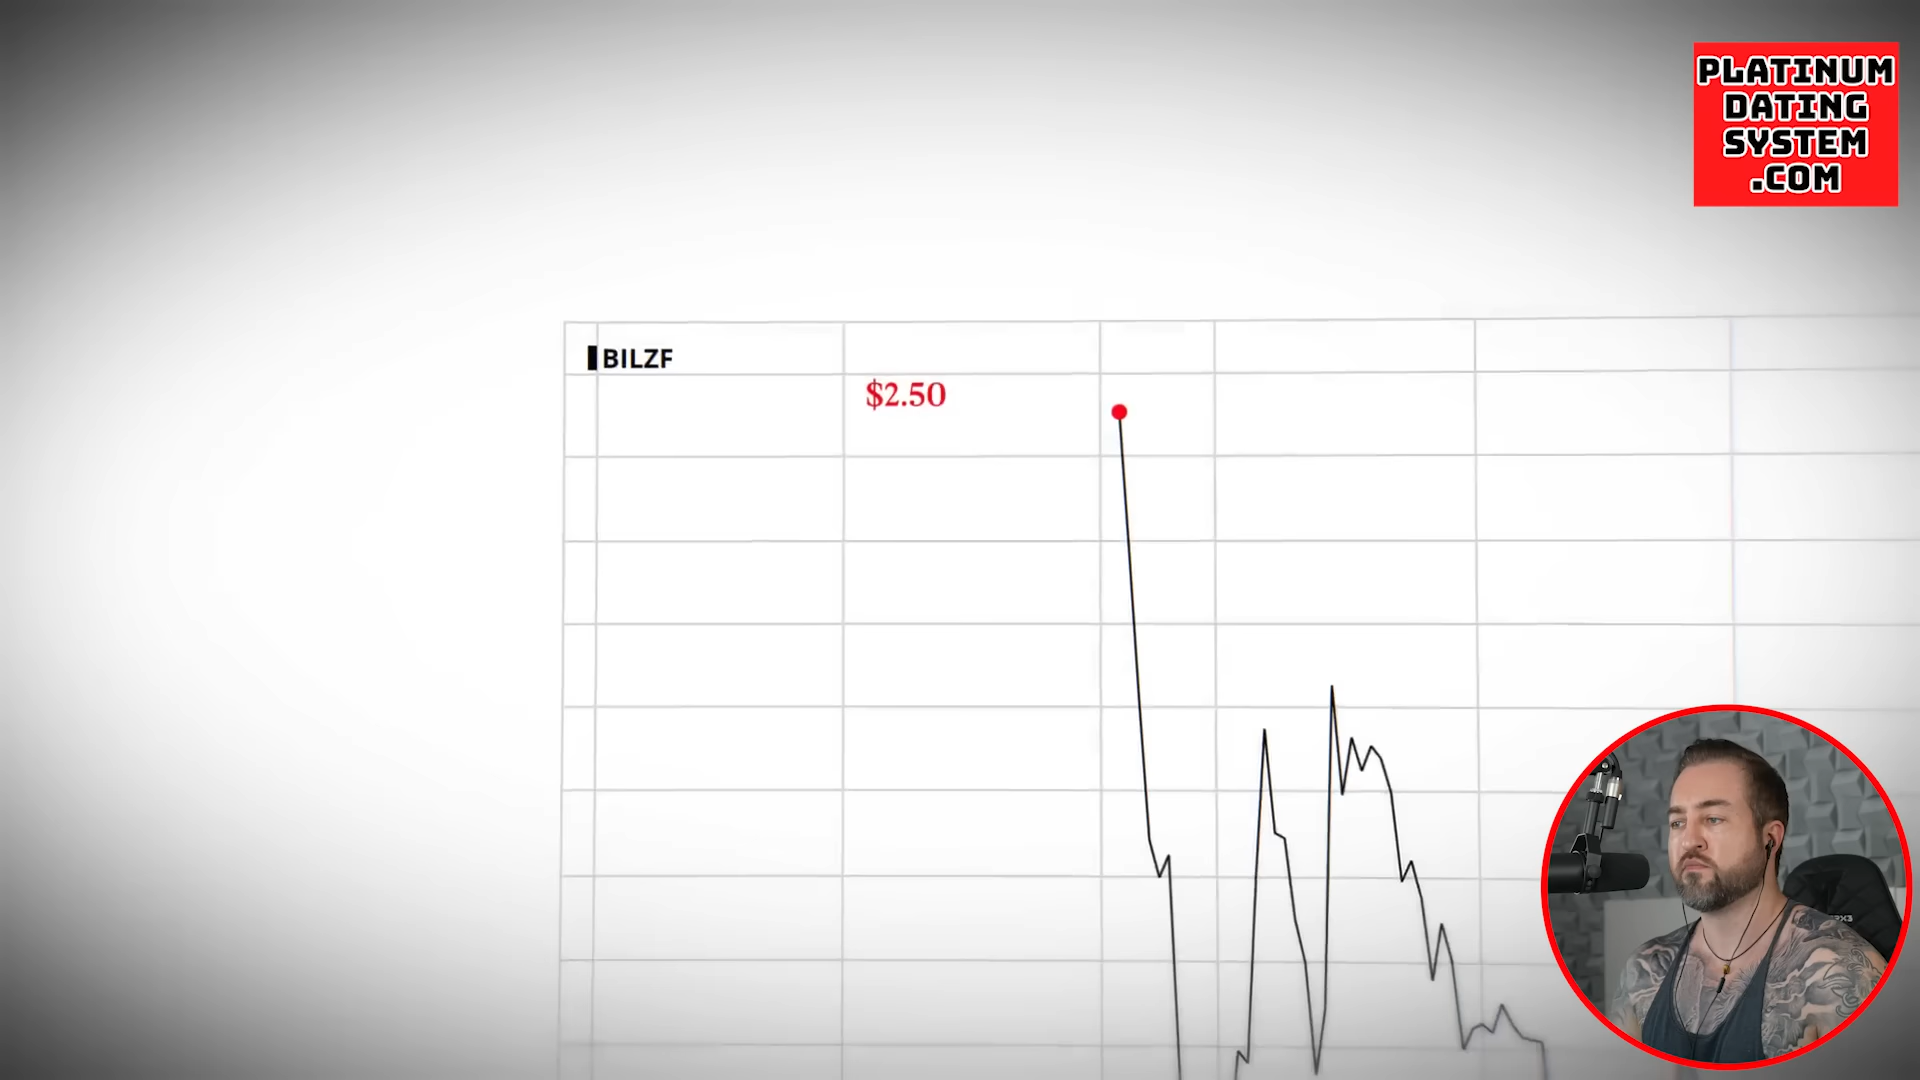 PLATINUM
DATING
SYSTEM
.COM
BILZF
$2.50